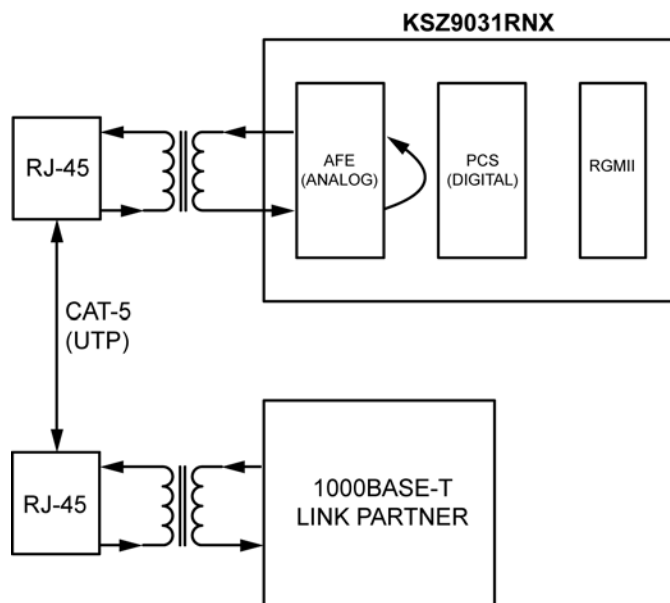 KSZ9031RNX
RJ-45
AFE
(ANALOG)
PCS
(DIGITAL)
RGMII
CAT-5
(UTP)
RJ-45
1000BASE-T
LINK PARTNER